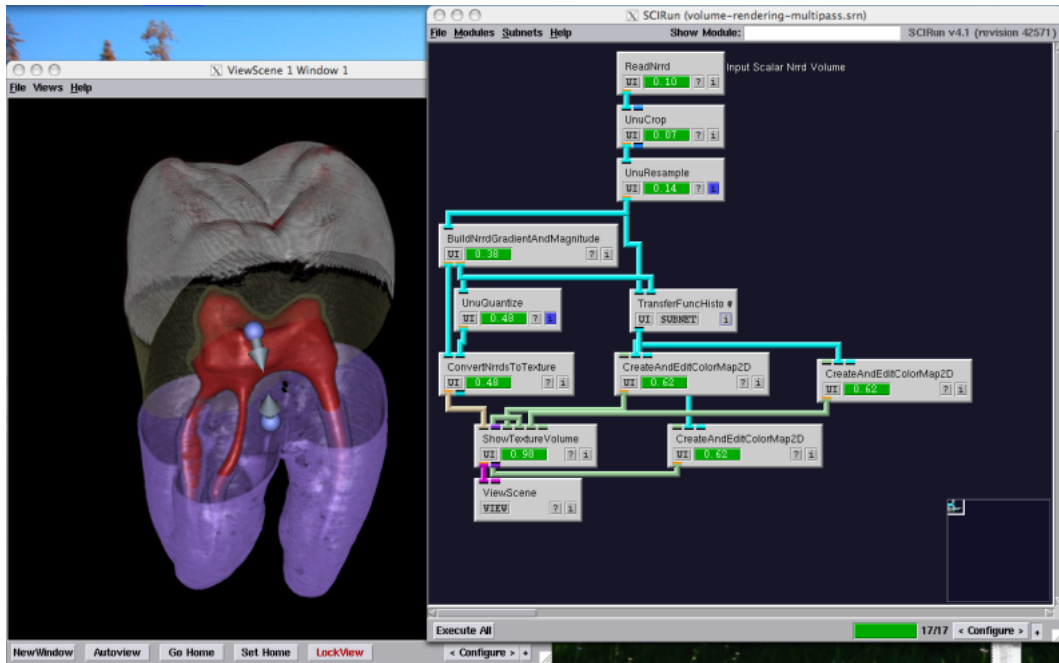 SCIRun (volume-rendering-multipass.srn)
File Modules Subnets Help
Show Module:
SCIRun v4.1 (revision 42571)
ViewScene 1 Window 1
File Views Help
ReadNrrd
UI 0.10 ? i
Input Scalar Nrrd Volume
UnuCrop
UI 0.07 ? i
UnuResample
UI 0.14 ? i
BuildNrrdGradientAndMagnitude
UI 0.38 ? i
UnuQuantize
UI 0.48 ? i
TransferFuncHisto #
UI SUBNET i
ConvertNrrdsToTexture
UI 0.48 ? i
CreateAndEditColorMap2D
UI 0.62 ? i
CreateAndEditColorMap2D
UI 0.62 ? i
ShowTextureVolume
UI 0.98 ? i
CreateAndEditColorMap2D
UI 0.62 ? i
ViewScene
VIEW ? i
Execute All
17/17 < Configure > +
NewWindow Autoview Go Home Set Home LockView < Configure > +